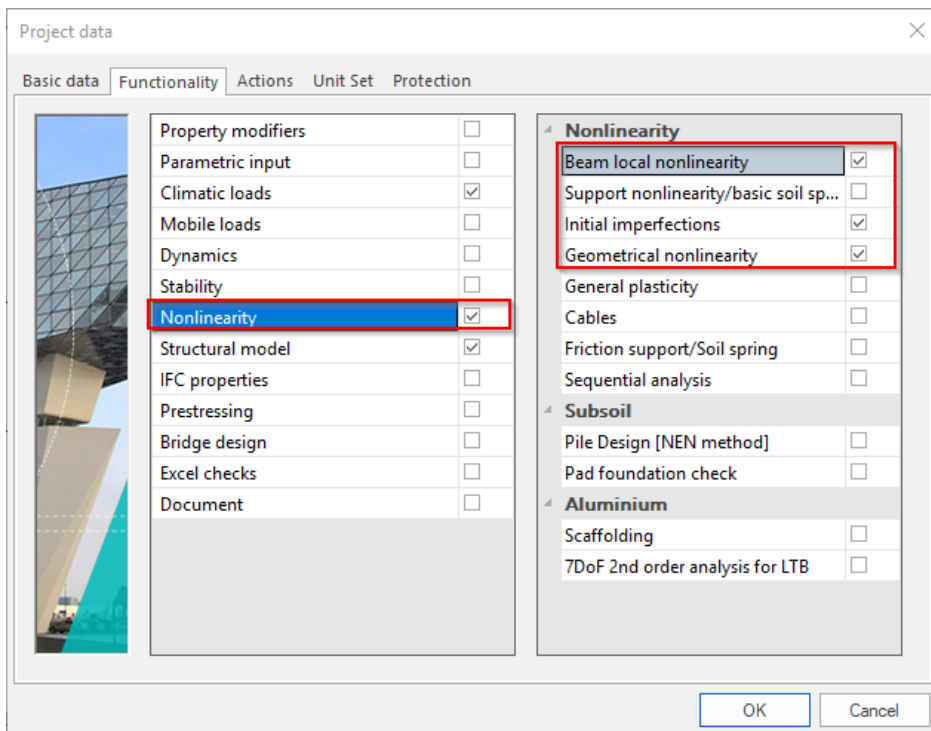 Project data
Basic data Functionality Actions Unit Set Protection
Property modifiers
Parametric input
Climatic loads
Mobile loads
Dynamics
Stability
Nonlinearity
Structural model
IFC properties
Prestressing
Bridge design
Excel checks
Document
Nonlinearity
Beam local nonlinearity
Support nonlinearity/basic soil sp...
Initial imperfections
Geometrical nonlinearity
General plasticity
Cables
Friction support/Soil spring
Sequential analysis
Subsoil
Pile Design [NEN method]
Pad foundation check
Aluminium
Scaffolding
7DoF 2nd order analysis for LTB
OK Cancel